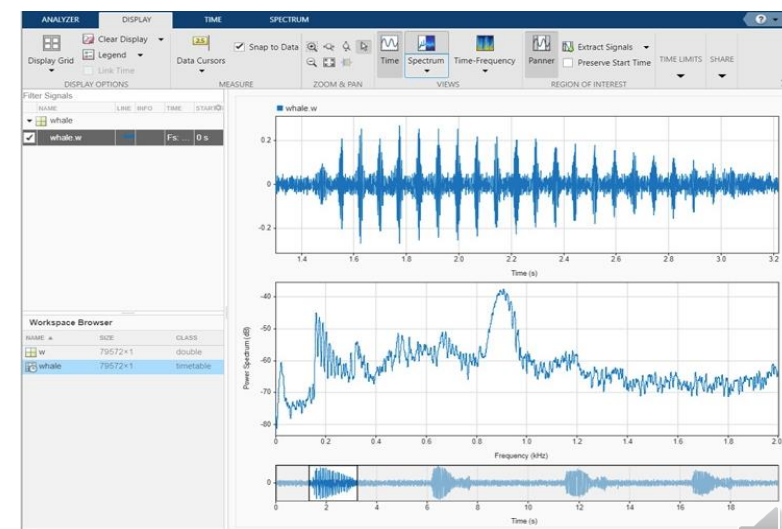 ANALYZER DISPLAY TIME SPECTRUM ?
Display Grid
Clear Display
Legend
Link Time
DISPLAY OPTIONS
2.5
Data Cursors
Snap to Data
MEASURE
ZOOM & PAN
Time Spectrum Time-Frequency
VIEWS
Panner
Extract Signals
Preserve Start Time
REGION OF INTEREST
TIME LIMITS SHARE
Filter Signals
NAME LINE INFO TIME START
whale
whale.w Fs: ... 0 s
Workspace Browser
NAME SIZE CLASS
w 79572×1 double
whale 79572×1 timetable
whale.w
0.2
0
-0.2
1.4 1.6 1.8 2.0 2.2 2.4 2.6 2.8 3.0 3.2
Time (s)
Power Spectrum (dB)
-40
-50
-60
-70
-80
0 0.2 0.4 0.6 0.8 1.0 1.2 1.4 1.6 1.8 2.0
Frequency (kHz)
0
0 2 4 6 8 10 12 14 16 18
Time (s)